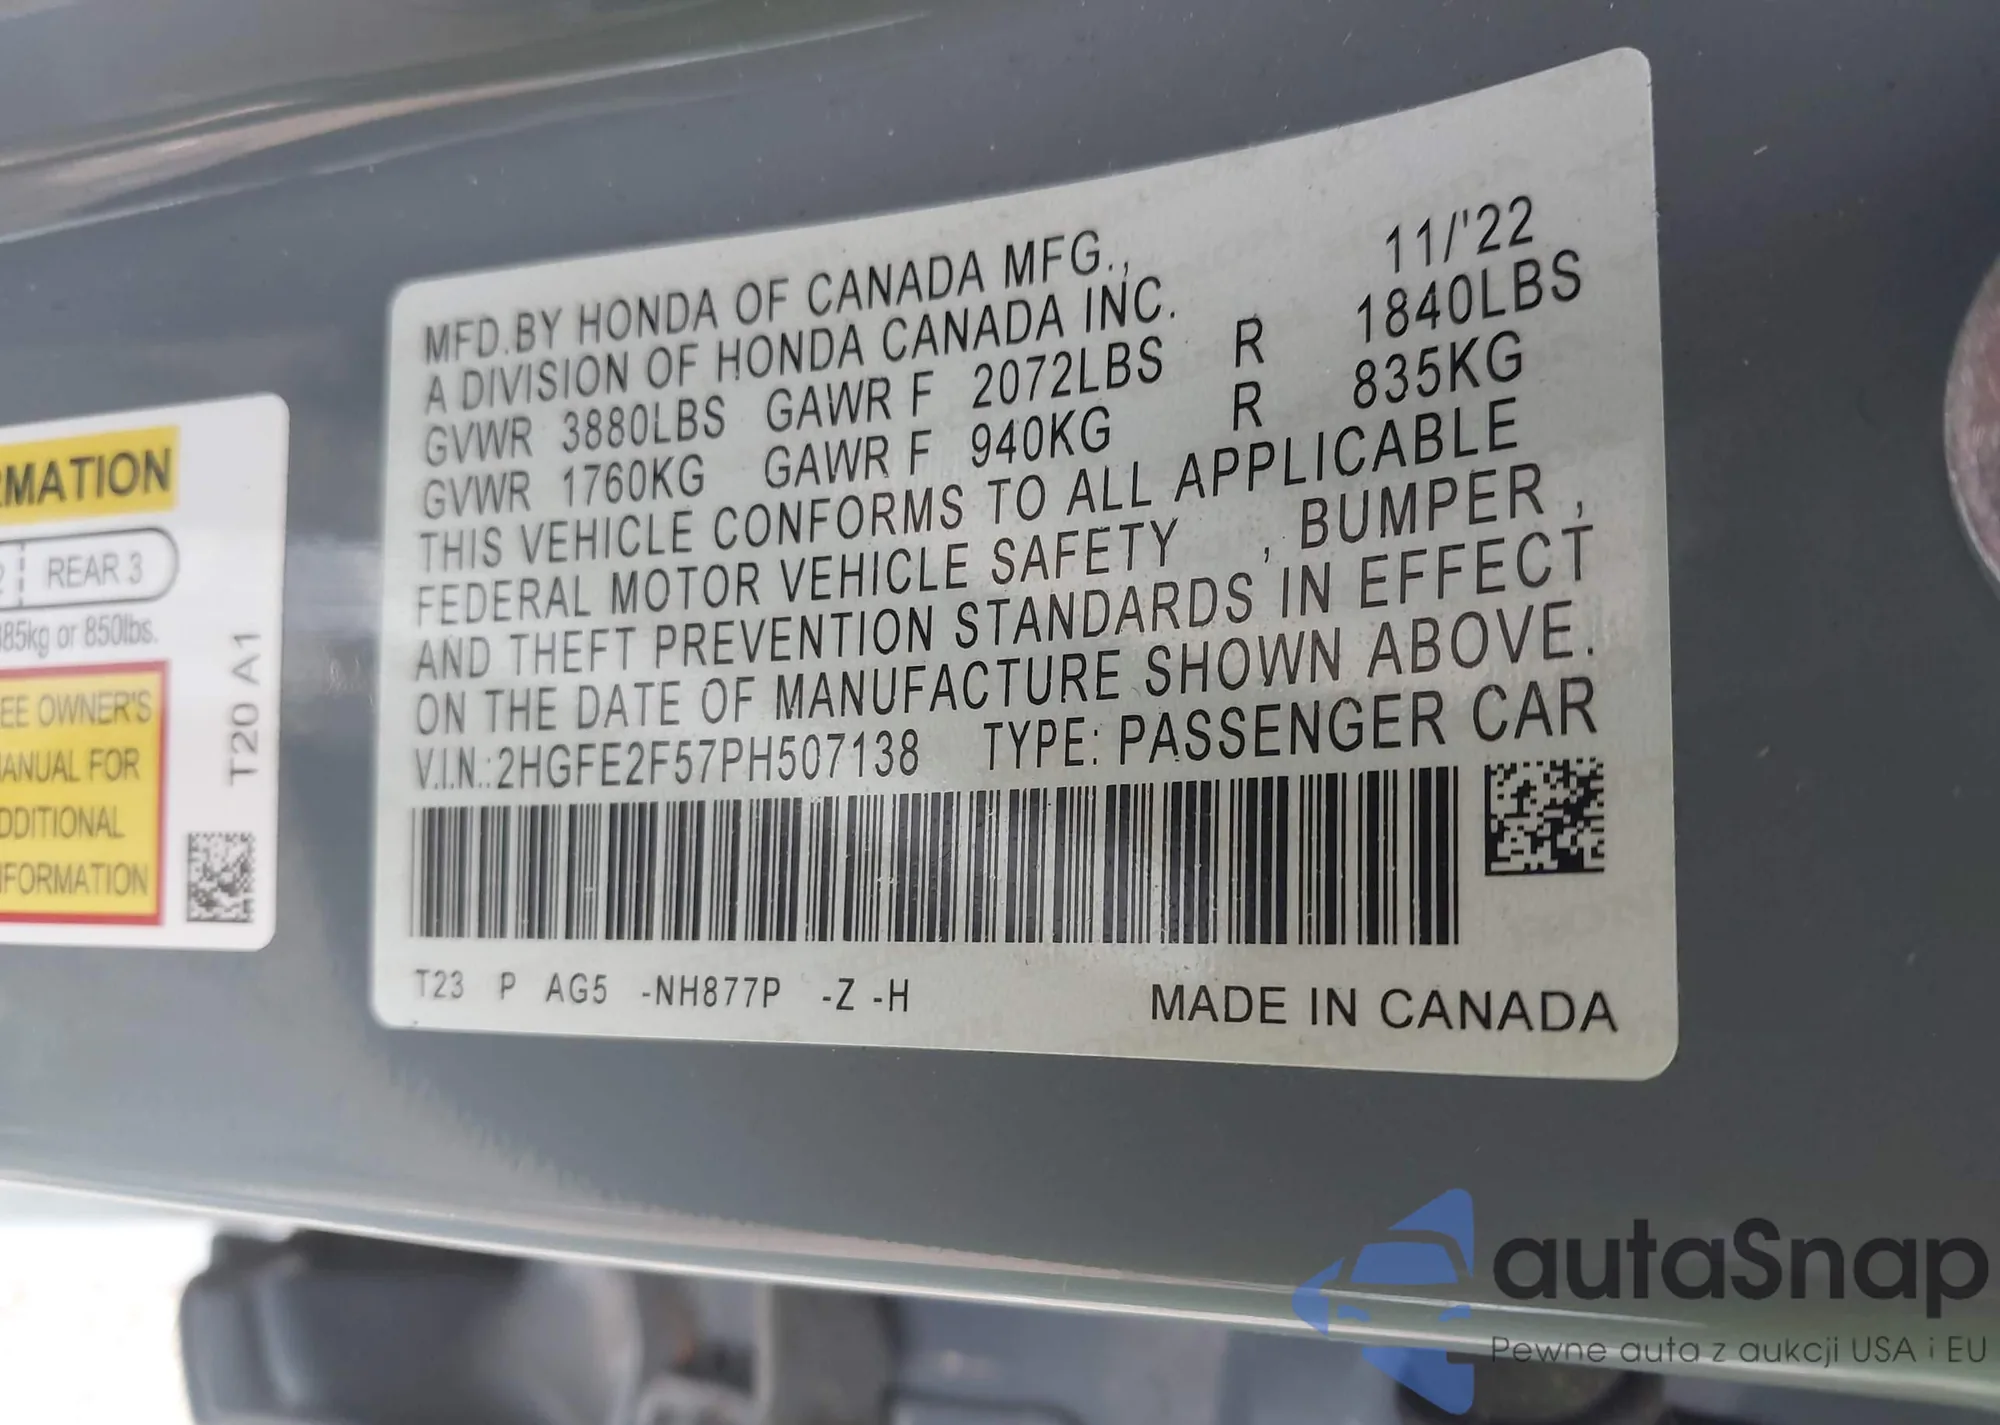 MFD.BY HONDA OF CANADA MFG., 11/'22
A DIVISION OF HONDA CANADA INC.
GVWR 3880LBS GAWR F 2072LBS R 1840LBS
GVWR 1760KG GAWR F 940KG R 835KG
THIS VEHICLE CONFORMS TO ALL APPLICABLE
FEDERAL MOTOR VEHICLE SAFETY , BUMPER ,
AND THEFT PREVENTION STANDARDS IN EFFECT
ON THE DATE OF MANUFACTURE SHOWN ABOVE.
V.I.N.:2HGFE2F57PH507138 TYPE: PASSENGER CAR
T23 P AG5 -NH877P -Z -H MADE IN CANADA
RMATION
2 REAR 3
385kg or 850lbs.
EE OWNER'S
ANUAL FOR
DDITIONAL
FORMATION
T20 A1
autaSnap
Pewne auta z aukcji USA i EU